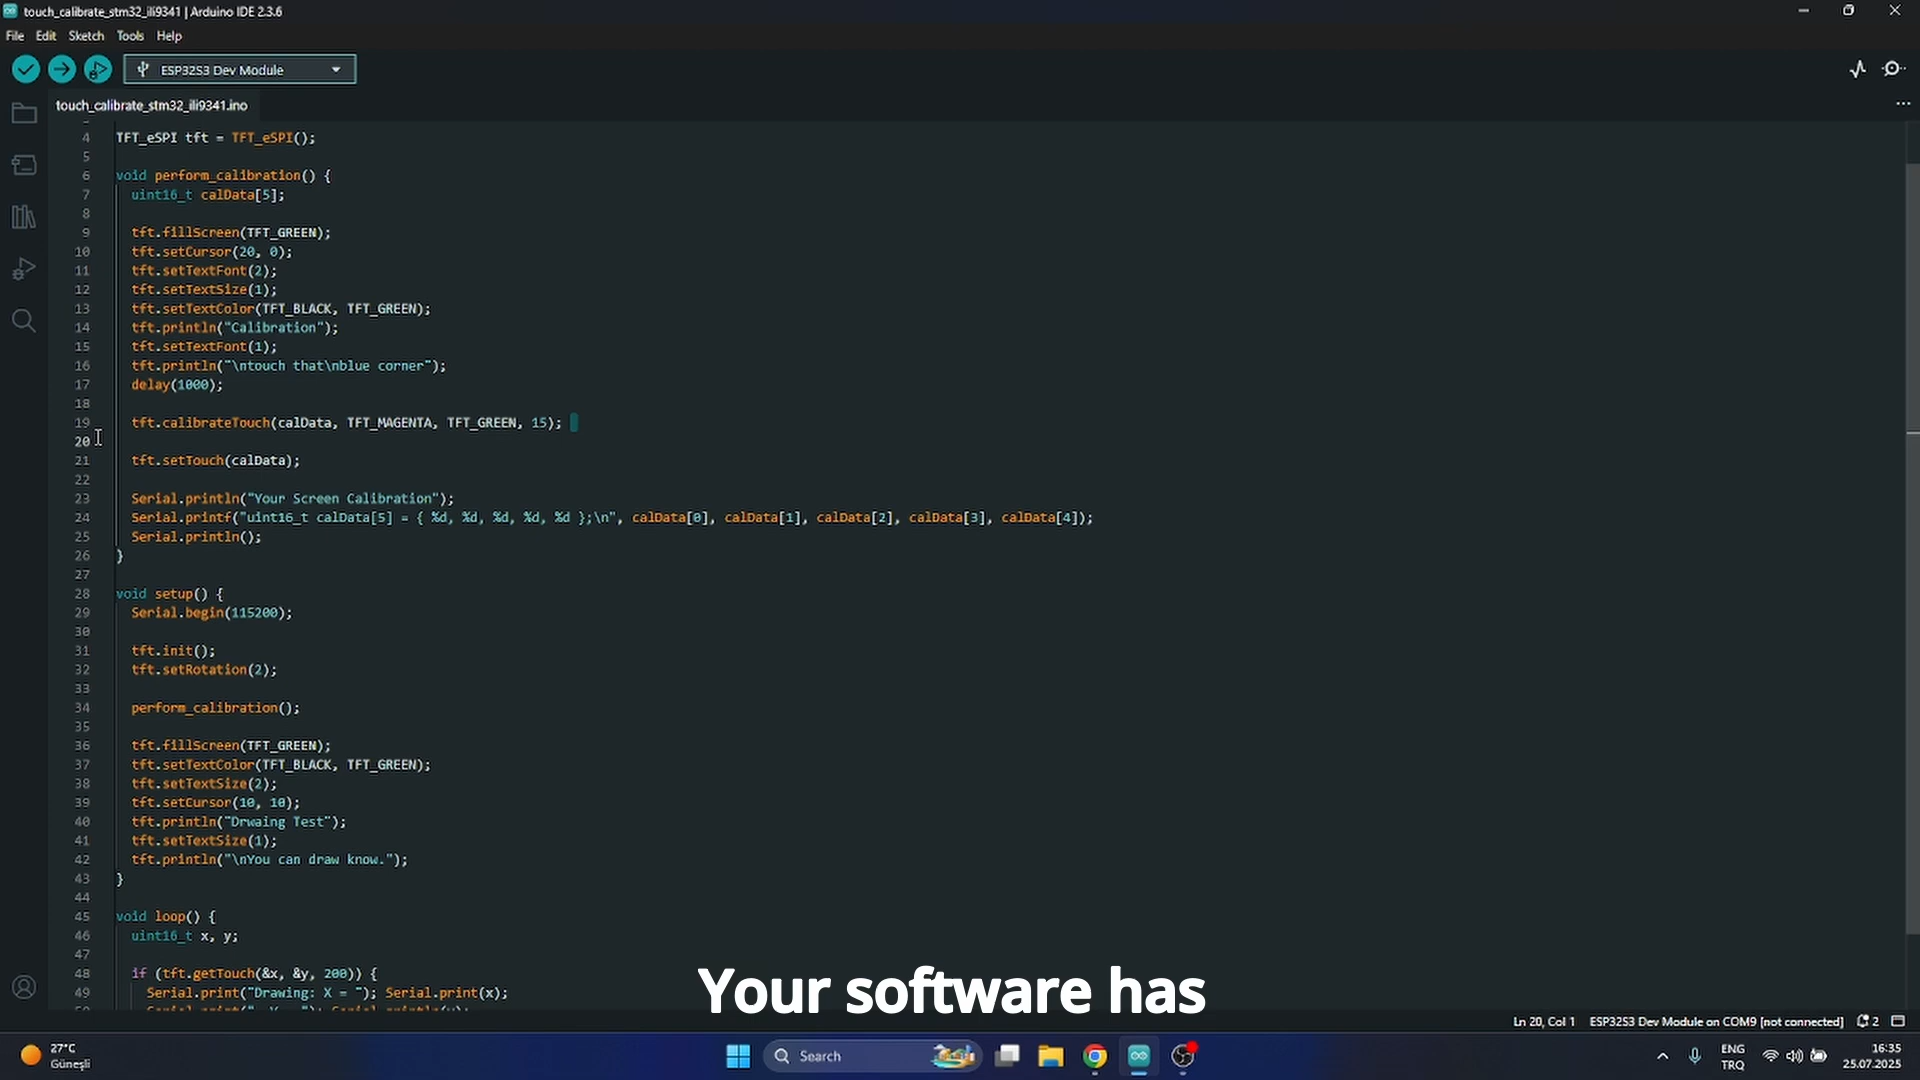 touch_calibrate_stm32_ili9341 | Arduino IDE 2.3.6
File Edit Sketch Tools Help
ESP32S3 Dev Module
touch_calibrate_stm32_ili9341.ino
4 TFT_eSPI tft = TFT_eSPI();
5
6 void perform_calibration() {
7 uint16_t calData[5];
8
9 tft.fillScreen(TFT_GREEN);
10 tft.setCursor(20, 0);
11 tft.setTextFont(2);
12 tft.setTextSize(1);
13 tft.setTextColor(TFT_BLACK, TFT_GREEN);
14 tft.println("Calibration");
15 tft.setTextFont(1);
16 tft.println("\ntouch that\nblue corner");
17 delay(1000);
18
19 tft.calibrateTouch(calData, TFT_MAGENTA, TFT_GREEN, 15);
20
21 tft.setTouch(calData);
22
23 Serial.println("Your Screen Calibration");
24 Serial.printf("uint16_t calData[5] = { %d, %d, %d, %d, %d };\n", calData[0], calData[1], calData[2], calData[3], calData[4]);
25 Serial.println();
26 }
27
28 void setup() {
29 Serial.begin(115200);
30
31 tft.init();
32 tft.setRotation(2);
33
34 perform_calibration();
35
36 tft.fillScreen(TFT_GREEN);
37 tft.setTextColor(TFT_BLACK, TFT_GREEN);
38 tft.setTextSize(2);
39 tft.setCursor(10, 10);
40 tft.println("Drwaing Test");
41 tft.setTextSize(1);
42 tft.println("\nYou can draw know.");
43 }
44
45 void loop() {
46 uint16_t x, y;
47
48 if (tft.getTouch(&x, &y, 200)) {
49 Serial.print("Drawing: X = "); Serial.print(x);
Your software has
Ln 20, Col 1 ESP32S3 Dev Module on COM9 [not connected] 2
27°C
Güneşli
Search
ENG
TRQ
16:35
25.07.2025